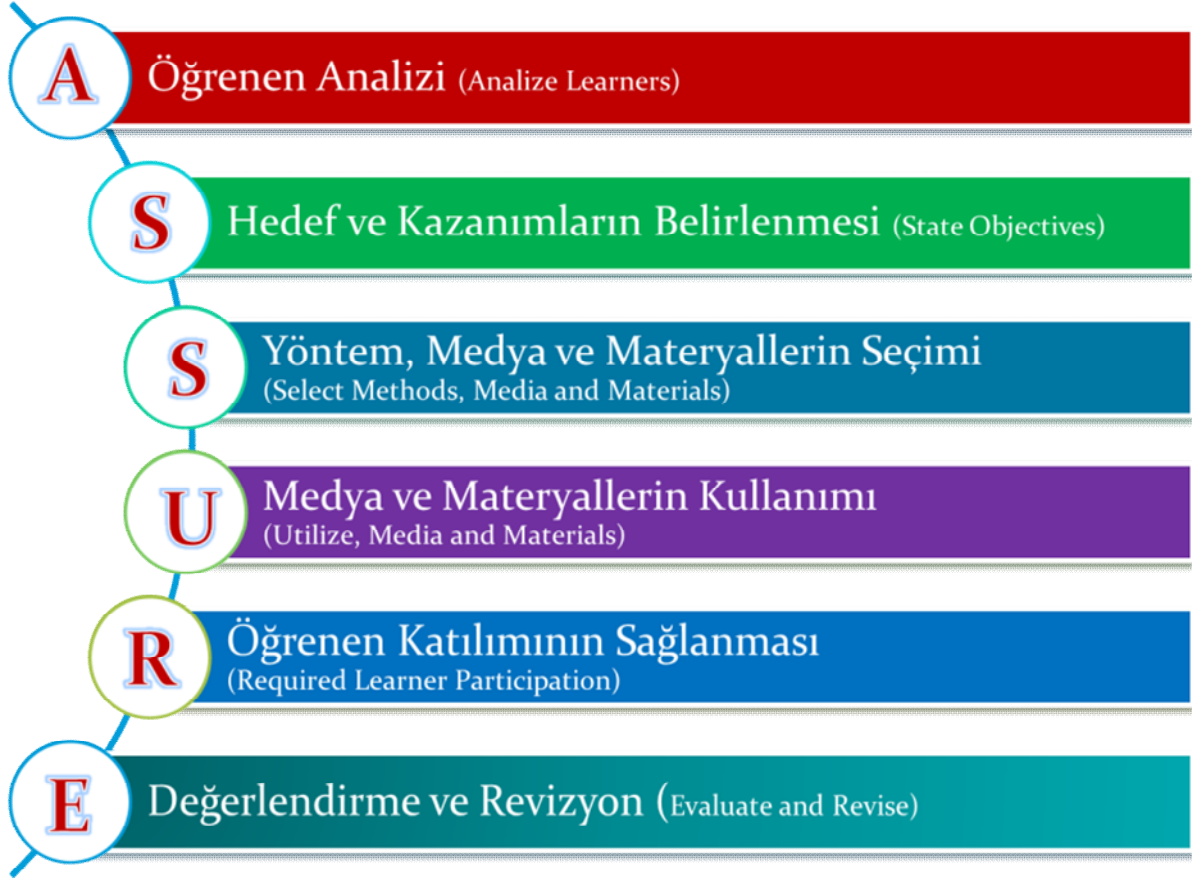 A
Öğrenen Analizi (Analize Learners)
S
Hedef ve Kazanımların Belirlenmesi (State Objectives)
S
Yöntem, Medya ve Materyallerin Seçimi
(Select Methods, Media and Materials)
U
Medya ve Materyallerin Kullanımı
(Utilize, Media and Materials)
R
Öğrenen Katılımının Sağlanması
(Required Learner Participation)
E
Değerlendirme ve Revizyon (Evaluate and Revise)